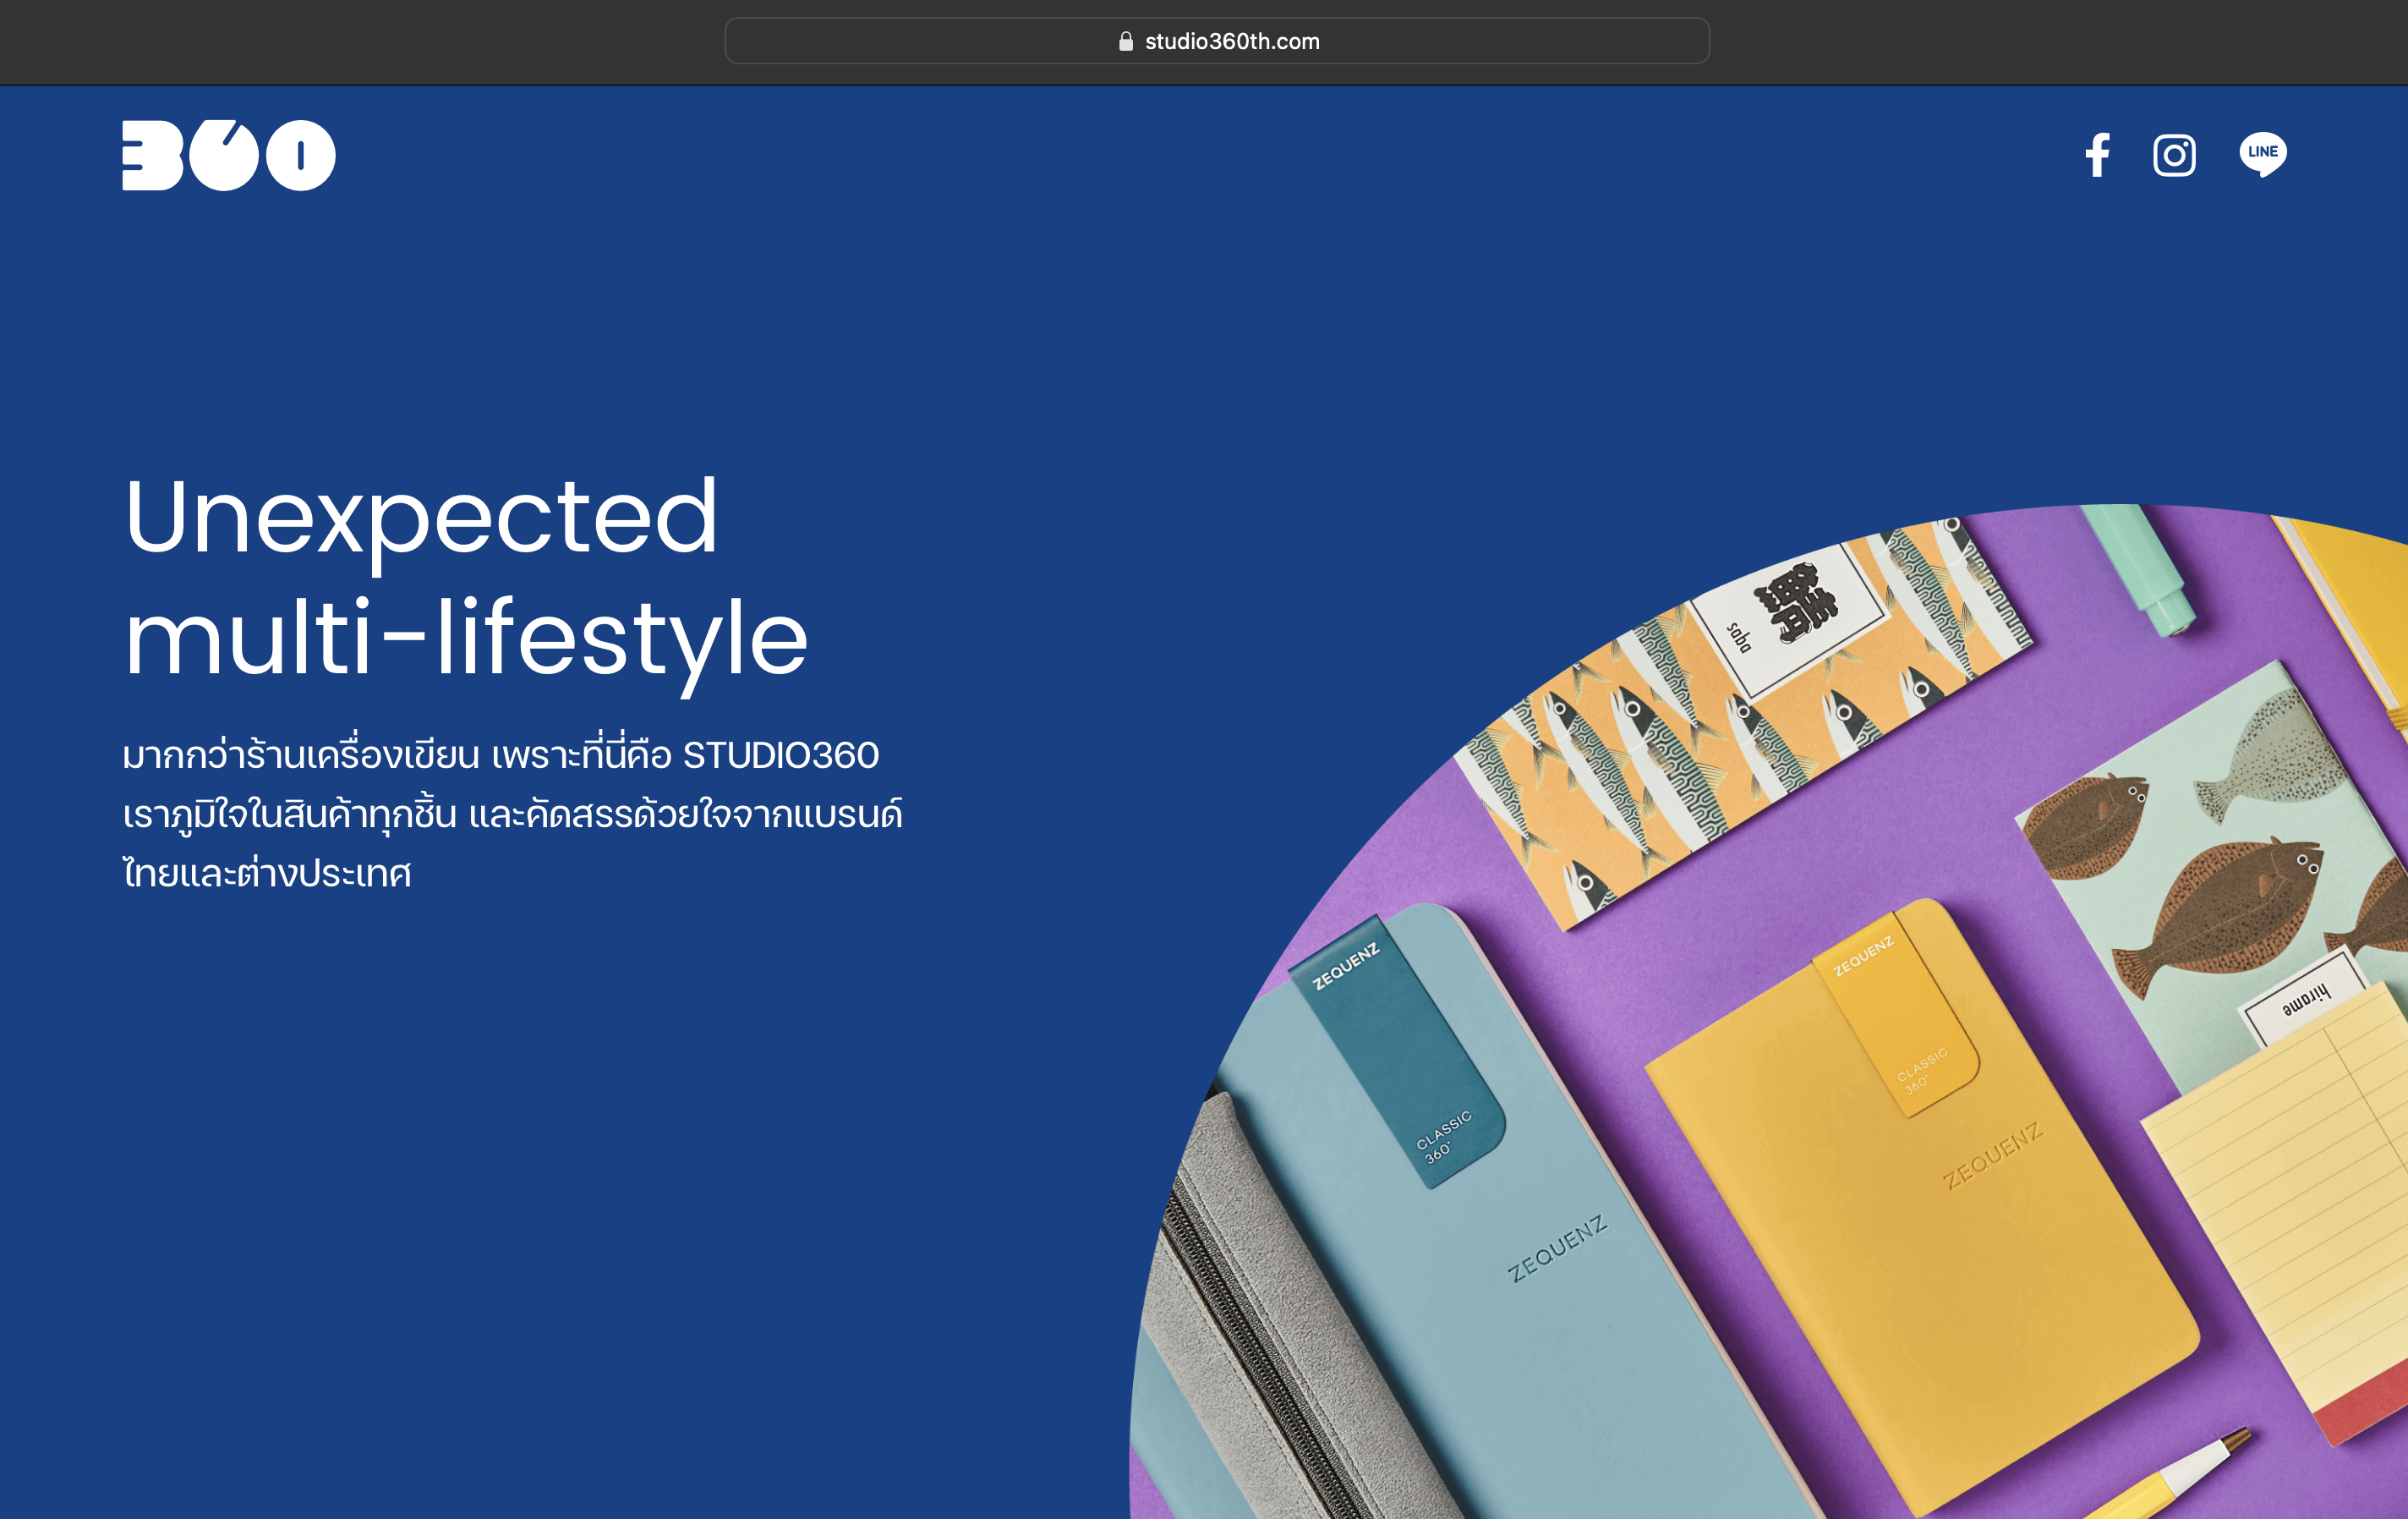 studio360th.com
360
LINE
Unexpected
multi-lifestyle
มากกว่าร้านเครื่องเขียน เพราะที่นี่คือ STUDIO360
เราภูมิใจในสินค้าทุกชิ้น และคัดสรรด้วยใจจากแบรนด์
ไทยและต่างประเทศ
saba
ZEQUENZ
CLASSIC
360°
ZEQUENZ
ZEQUENZ
CLASSIC
360°
ZEQUENZ
hirame